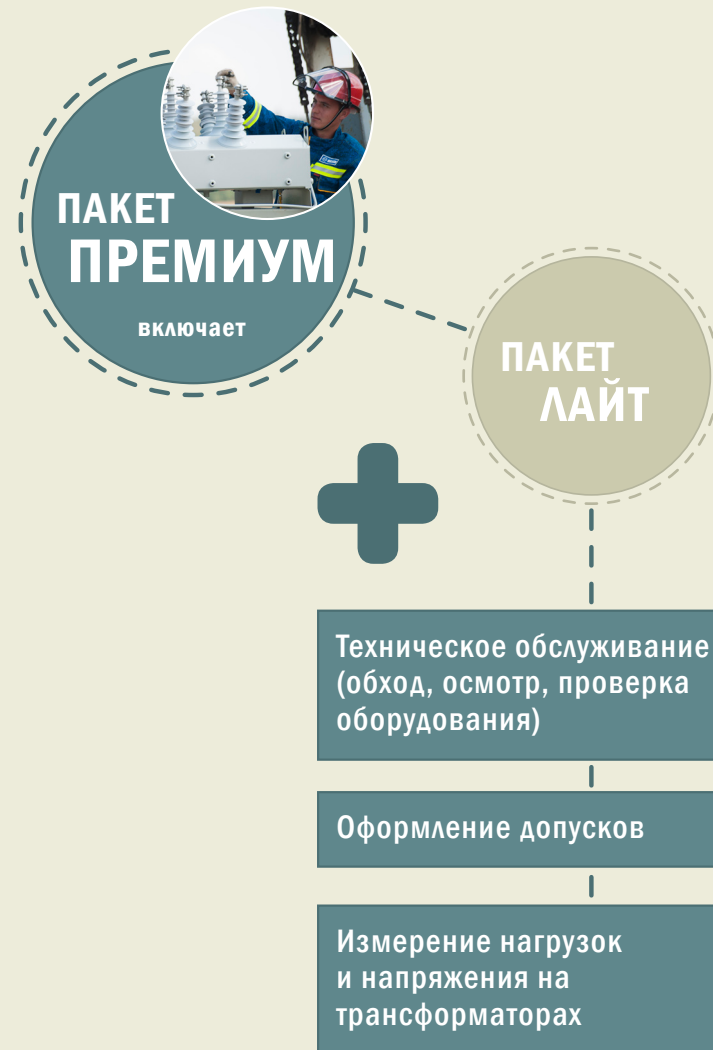 ПАКЕТ
ПРЕМИУМ
включает
ПАКЕТ
ЛАЙТ
Техническое обслуживание
(обход, осмотр, проверка
оборудования)
Оформление допусков
Измерение нагрузок
и напряжения на
трансформаторах